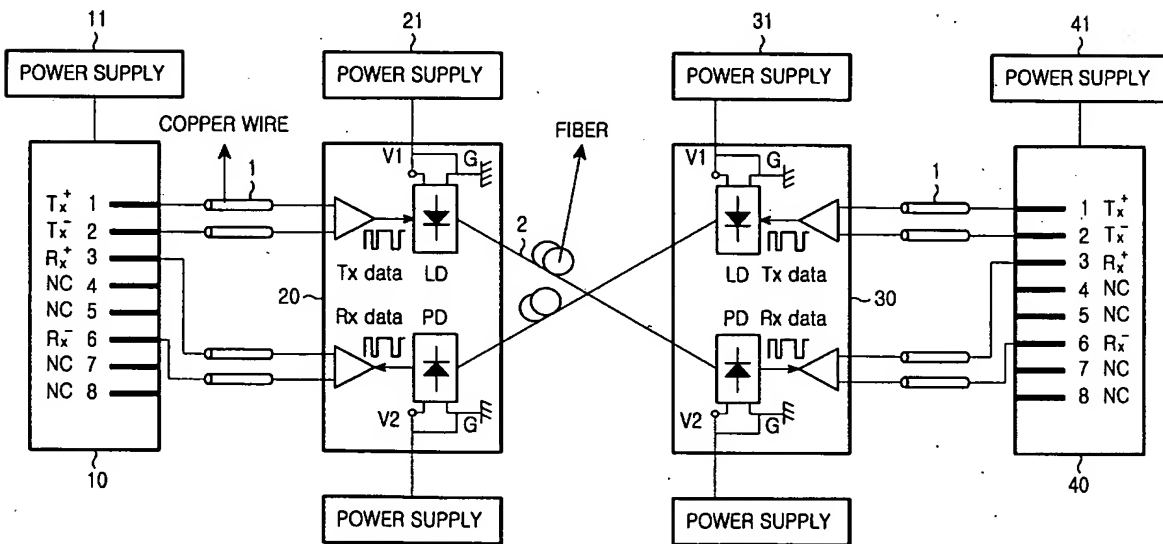 11
21
31
41
POWER SUPPLY
POWER SUPPLY
POWER SUPPLY
POWER SUPPLY
COPPER WIRE
FIBER
1
V1
G
V1
G
1
Tx+ 1
Tx- 2
Rx+ 3
NC 4
NC 5
Rx- 6
NC 7
NC 8
10
Tx data
LD
20
Rx data
PD
V2
G
2
LD
Tx data
30
PD
Rx data
V2
G
1 Tx+
2 Tx-
3 Rx+
4 NC
5 NC
6 Rx-
7 NC
8 NC
40
POWER SUPPLY
POWER SUPPLY